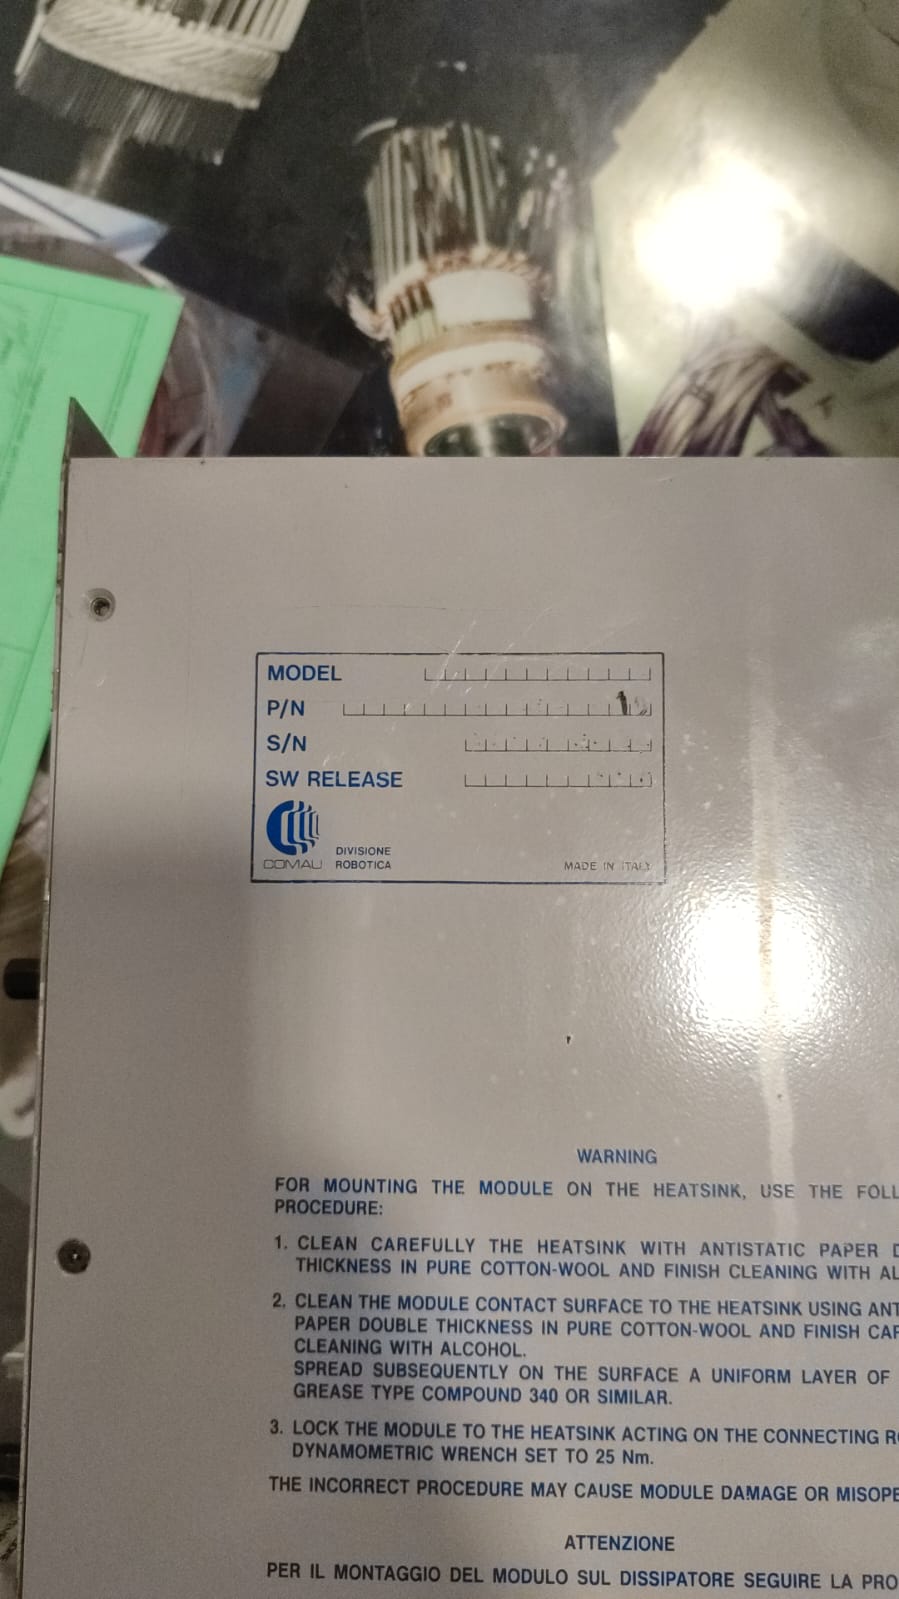 MODEL
P/N 1
S/N
SW RELEASE
COMAU DIVISIONE ROBOTICA
MADE IN ITALY
WARNING
FOR MOUNTING THE MODULE ON THE HEATSINK, USE THE
PROCEDURE:
1. CLEAN CAREFULLY THE HEATSINK WITH ANTISTATIC PAPER
THICKNESS IN PURE COTTON-WOOL AND FINISH CLEANING WITH
2. CLEAN THE MODULE CONTACT SURFACE TO THE HEATSINK USING
PAPER DOUBLE THICKNESS IN PURE COTTON-WOOL AND FINISH
CLEANING WITH ALCOHOL.
SPREAD SUBSEQUENTLY ON THE SURFACE A UNIFORM LAYER OF
GREASE TYPE COMPOUND 340 OR SIMILAR.
3. LOCK THE MODULE TO THE HEATSINK ACTING ON THE CONNECTING
DYNAMOMETRIC WRENCH SET TO 25 Nm.
THE INCORRECT PROCEDURE MAY CAUSE MODULE DAMAGE OR
ATTENZIONE
PER IL MONTAGGIO DEL MODULO SUL DISSIPATORE SEGUIRE LA